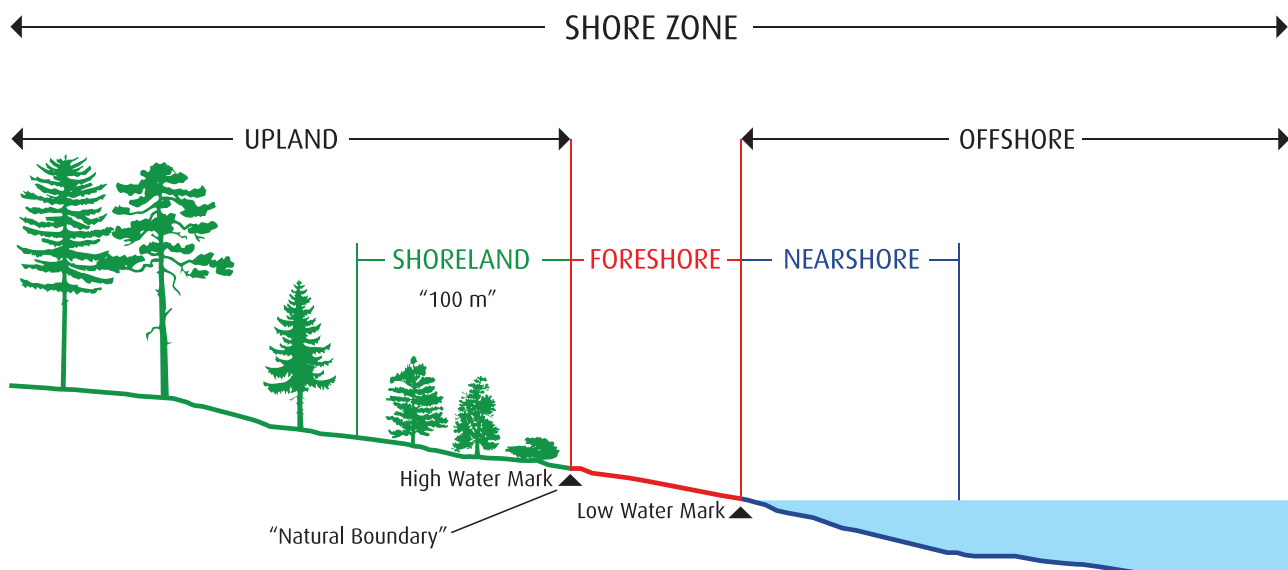 SHORE ZONE
UPLAND
OFFSHORE
SHORELAND
FORESHORE
NEARSHORE
“100 m”
High Water Mark
Low Water Mark
“Natural Boundary”